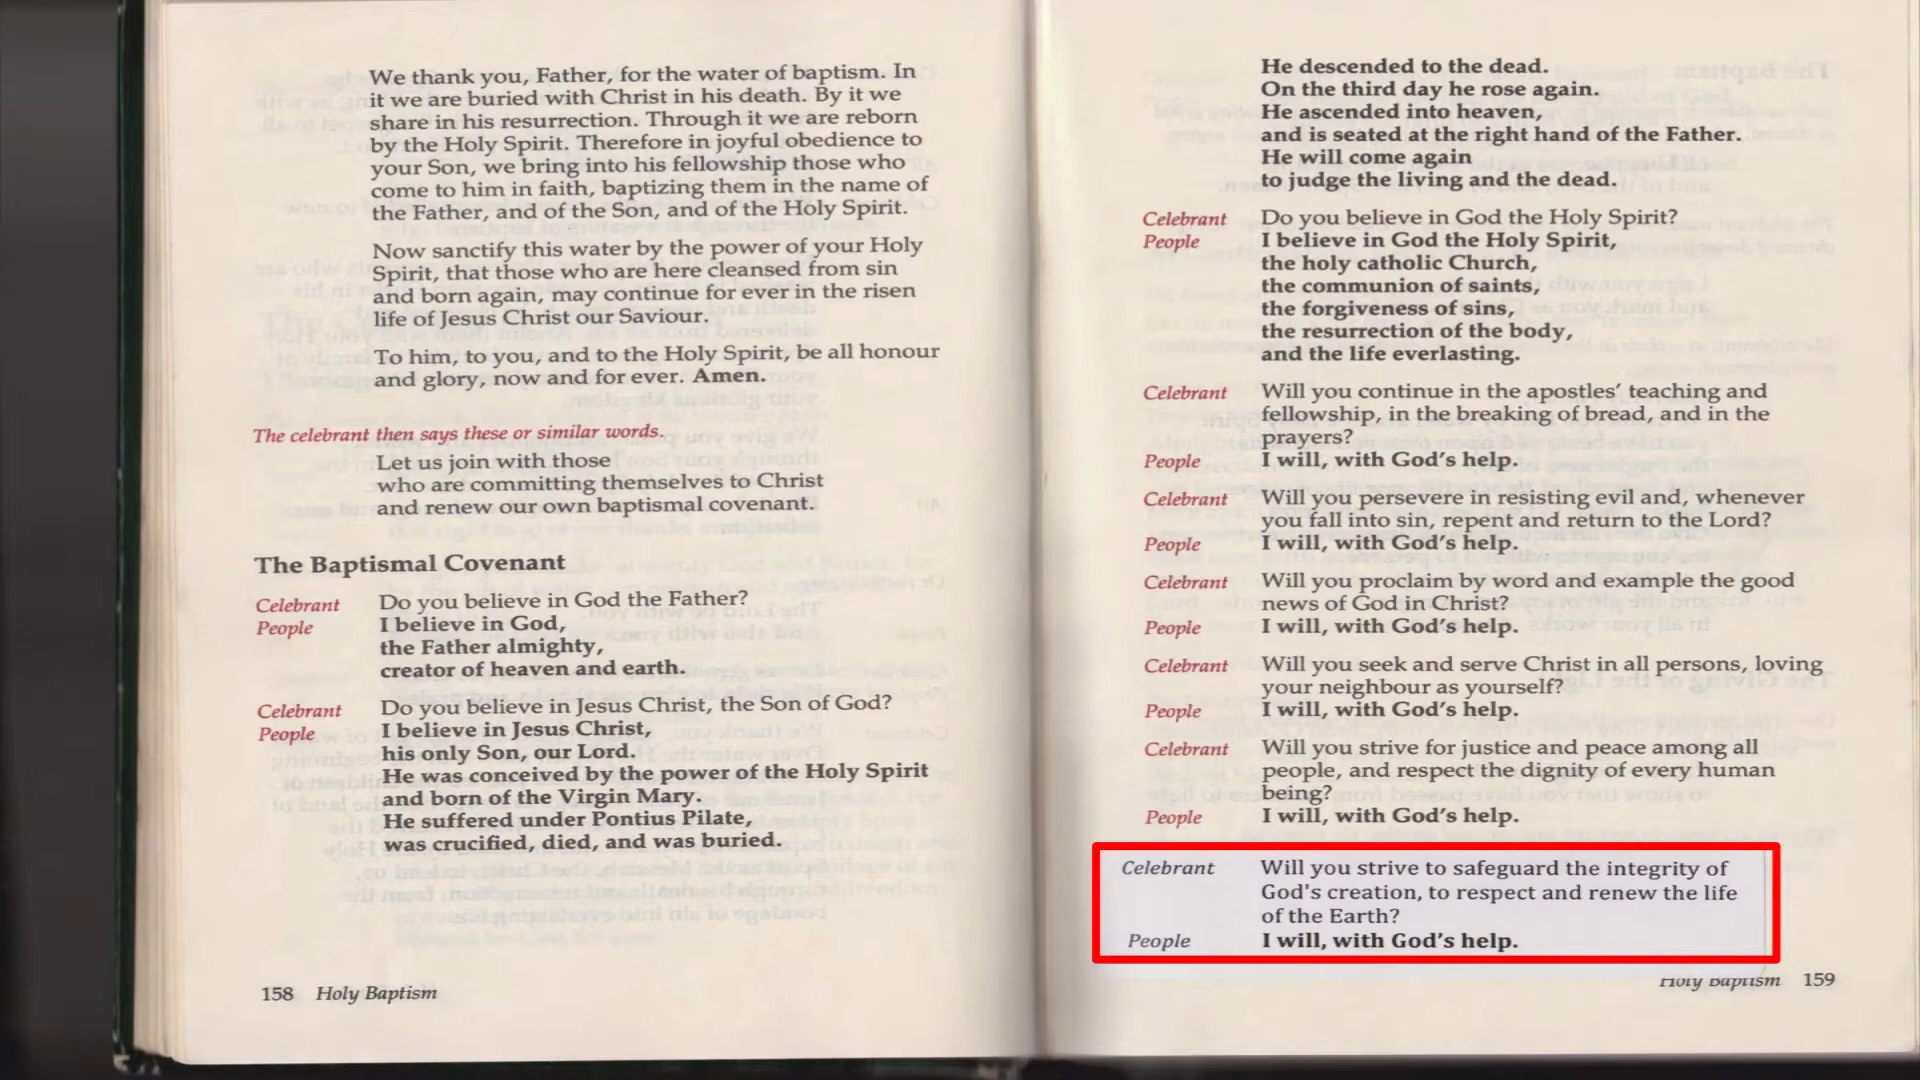 We thank you, Father, for the water of baptism. In
it we are buried with Christ in his death. By it we
share in his resurrection. Through it we are reborn
by the Holy Spirit. Therefore in joyful obedience to
your Son, we bring into his fellowship those who
come to him in faith, baptizing them in the name of
the Father, and of the Son, and of the Holy Spirit.
Now sanctify this water by the power of your Holy
Spirit, that those who are here cleansed from sin
and born again, may continue for ever in the risen
life of Jesus Christ our Saviour.
To him, to you, and to the Holy Spirit, be all honour
and glory, now and for ever. Amen.
The celebrant then says these or similar words.
Let us join with those
who are committing themselves to Christ
and renew our own baptismal covenant.
The Baptismal Covenant
Celebrant Do you believe in God the Father?
People I believe in God,
the Father almighty,
creator of heaven and earth.
Celebrant Do you believe in Jesus Christ, the Son of God?
People I believe in Jesus Christ,
his only Son, our Lord.
He was conceived by the power of the Holy Spirit
and born of the Virgin Mary.
He suffered under Pontius Pilate,
was crucified, died, and was buried.
158 Holy Baptism
He descended to the dead.
On the third day he rose again.
He ascended into heaven,
and is seated at the right hand of the Father.
He will come again
to judge the living and the dead.
Celebrant Do you believe in God the Holy Spirit?
People I believe in God the Holy Spirit,
the holy catholic Church,
the communion of saints,
the forgiveness of sins,
the resurrection of the body,
and the life everlasting.
Celebrant Will you continue in the apostles' teaching and
fellowship, in the breaking of bread, and in the
prayers?
People I will, with God's help.
Celebrant Will you persevere in resisting evil and, whenever
you fall into sin, repent and return to the Lord?
People I will, with God's help.
Celebrant Will you proclaim by word and example the good
news of God in Christ?
People I will, with God's help.
Celebrant Will you seek and serve Christ in all persons, loving
your neighbour as yourself?
People I will, with God's help.
Celebrant Will you strive for justice and peace among all
people, and respect the dignity of every human
being?
People I will, with God's help.
Celebrant Will you strive to safeguard the integrity of
God's creation, to respect and renew the life
of the Earth?
People I will, with God's help.
Holy Baptism 159